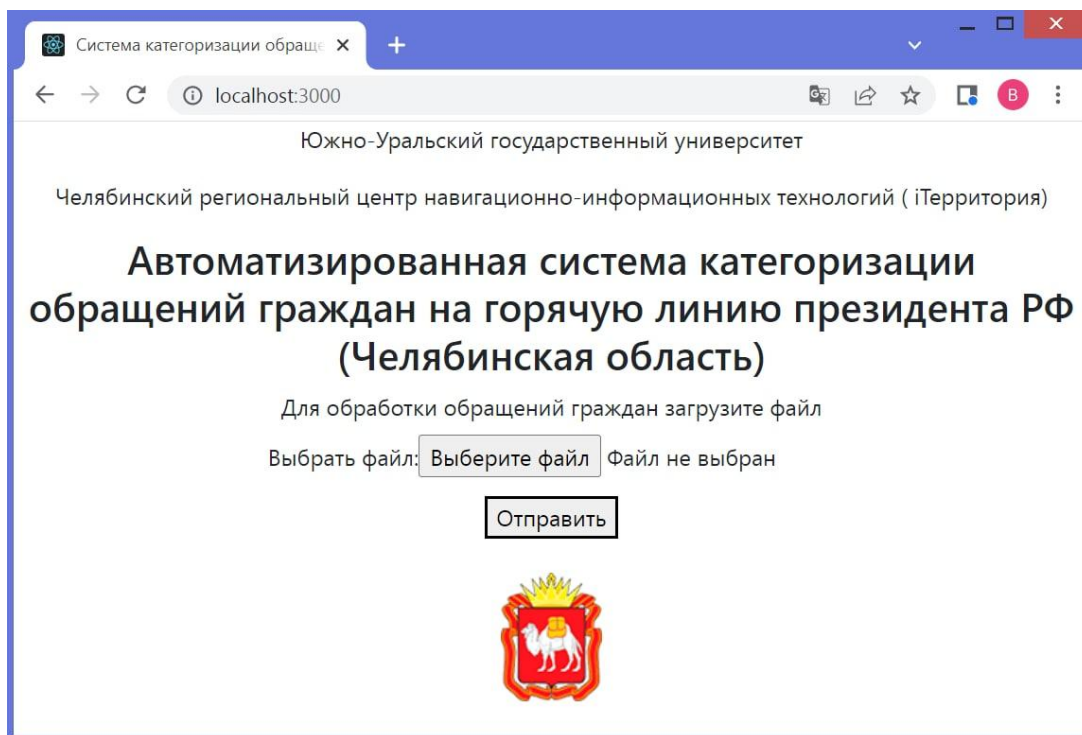 Система категоризации обраще
localhost:3000
B
Южно-Уральский государственный университет
Челябинский региональный центр навигационно-информационных технологий ( iТерритория)
Автоматизированная система категоризации
обращений граждан на горячую линию президента РФ
(Челябинская область)
Для обработки обращений граждан загрузите файл
Выбрать файл: Выберите файл Файл не выбран
Отправить